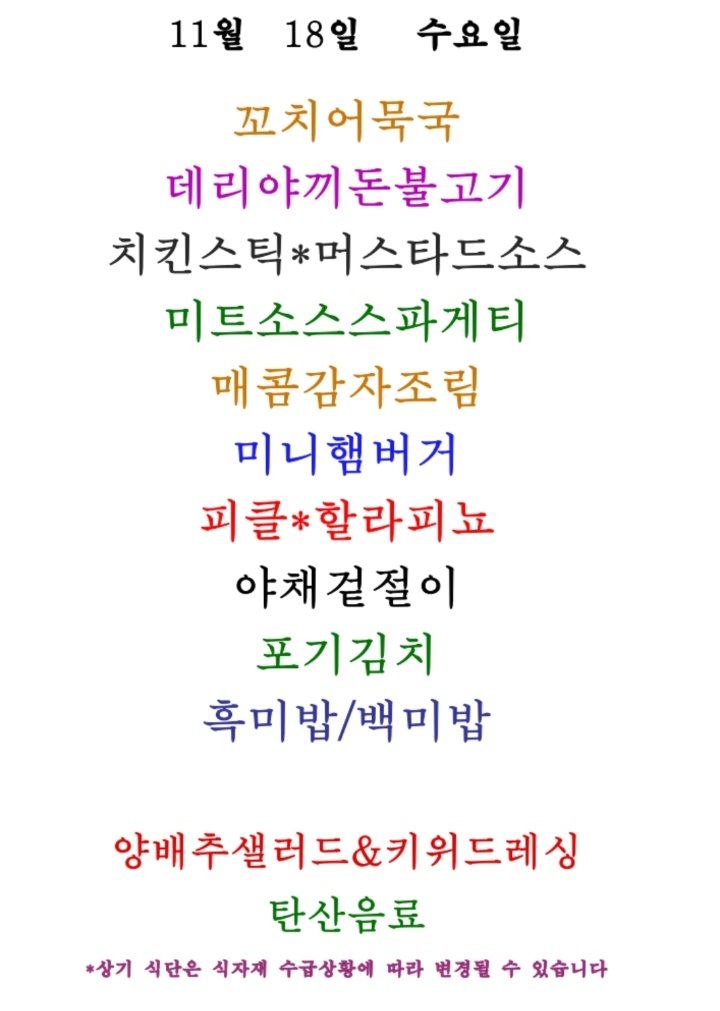 11월 18일 수요일
꼬치어묵국
데리야끼돈불고기
치킨스틱*머스타드소스
미트소스스파게티
매콤감자조림
미니햄버거
피클*할라피뇨
야채겉절이
포기김치
흑미밥/백미밥
양배추샐러드&키위드레싱
탄산음료
*상기 식단은 식자재 수급상황에 따라 변경될 수 있습니다